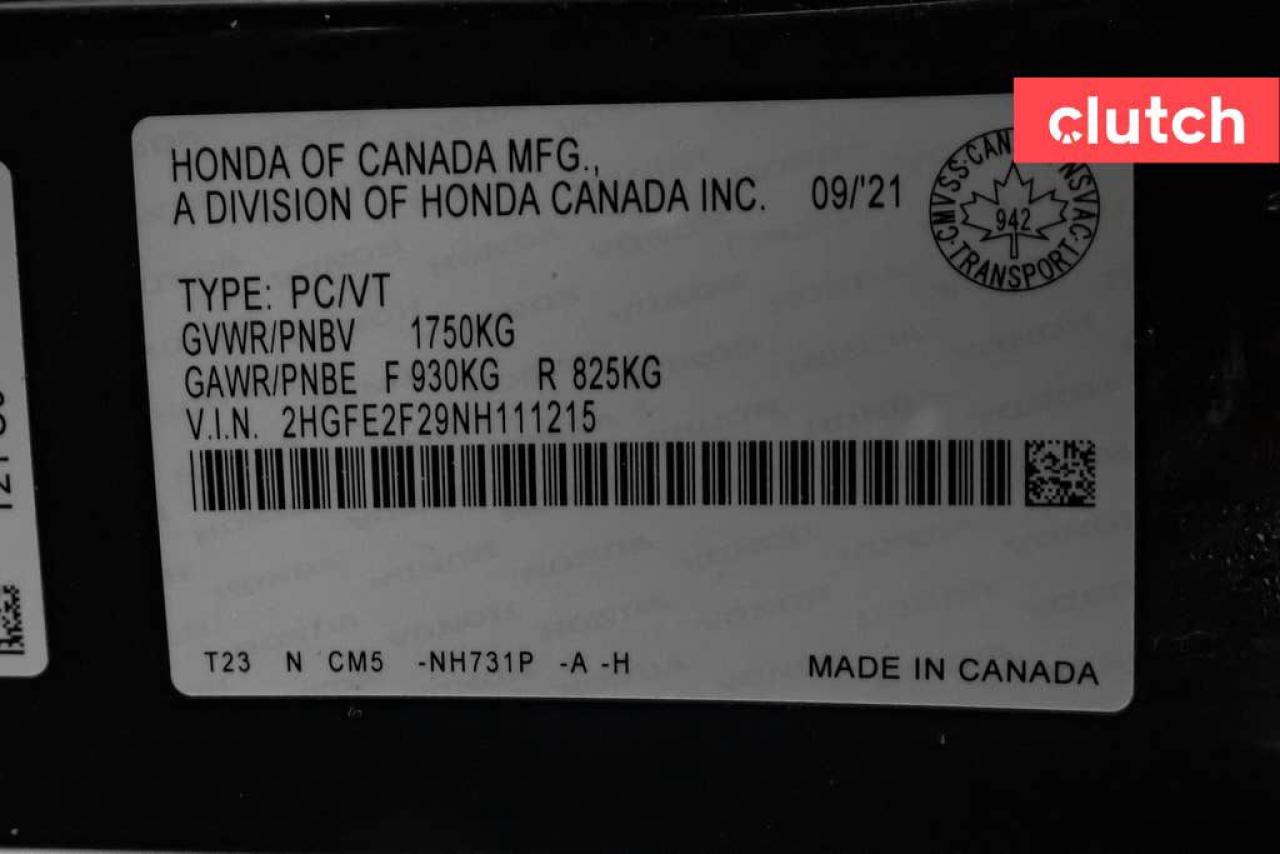 clutch
HONDA OF CANADA MFG.,
A DIVISION OF HONDA CANADA INC. 09/'21
CMVSS·CAN NSVAC·
942
TRANSPORT
TYPE: PC/VT
GVWR/PNBV 1750KG
GAWR/PNBE F 930KG R 825KG
V.I.N. 2HGFE2F29NH111215
T23 N CM5 -NH731P -A -H
MADE IN CANADA